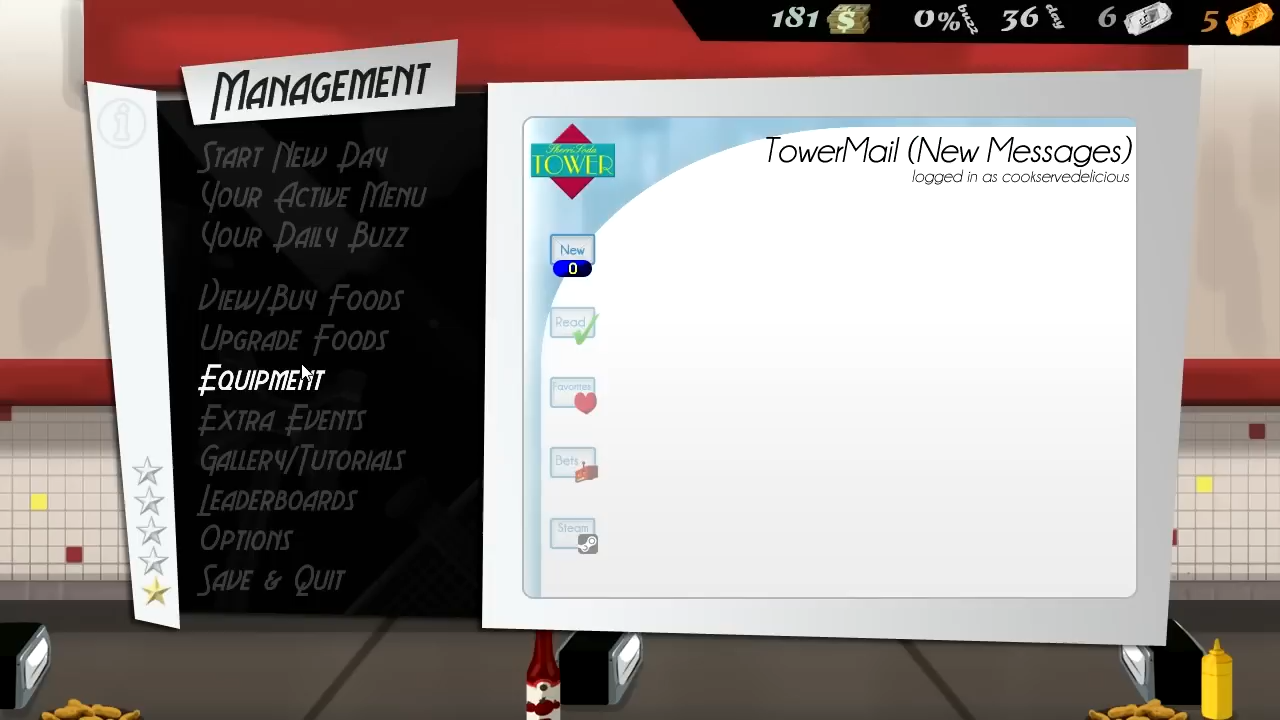 181 $ 0% buzz 36 day 6 5
Management
i
Start New Day
Your Active Menu
Your Daily Buzz
View/Buy Foods
Upgrade Foods
Equipment
Extra Events
Gallery/Tutorials
Leaderboards
Options
Save & Quit
SherriSoda
TOWER
TowerMail (New Messages)
logged in as cookservedelicious
New
0
Read
Favorites
Bets
Steam